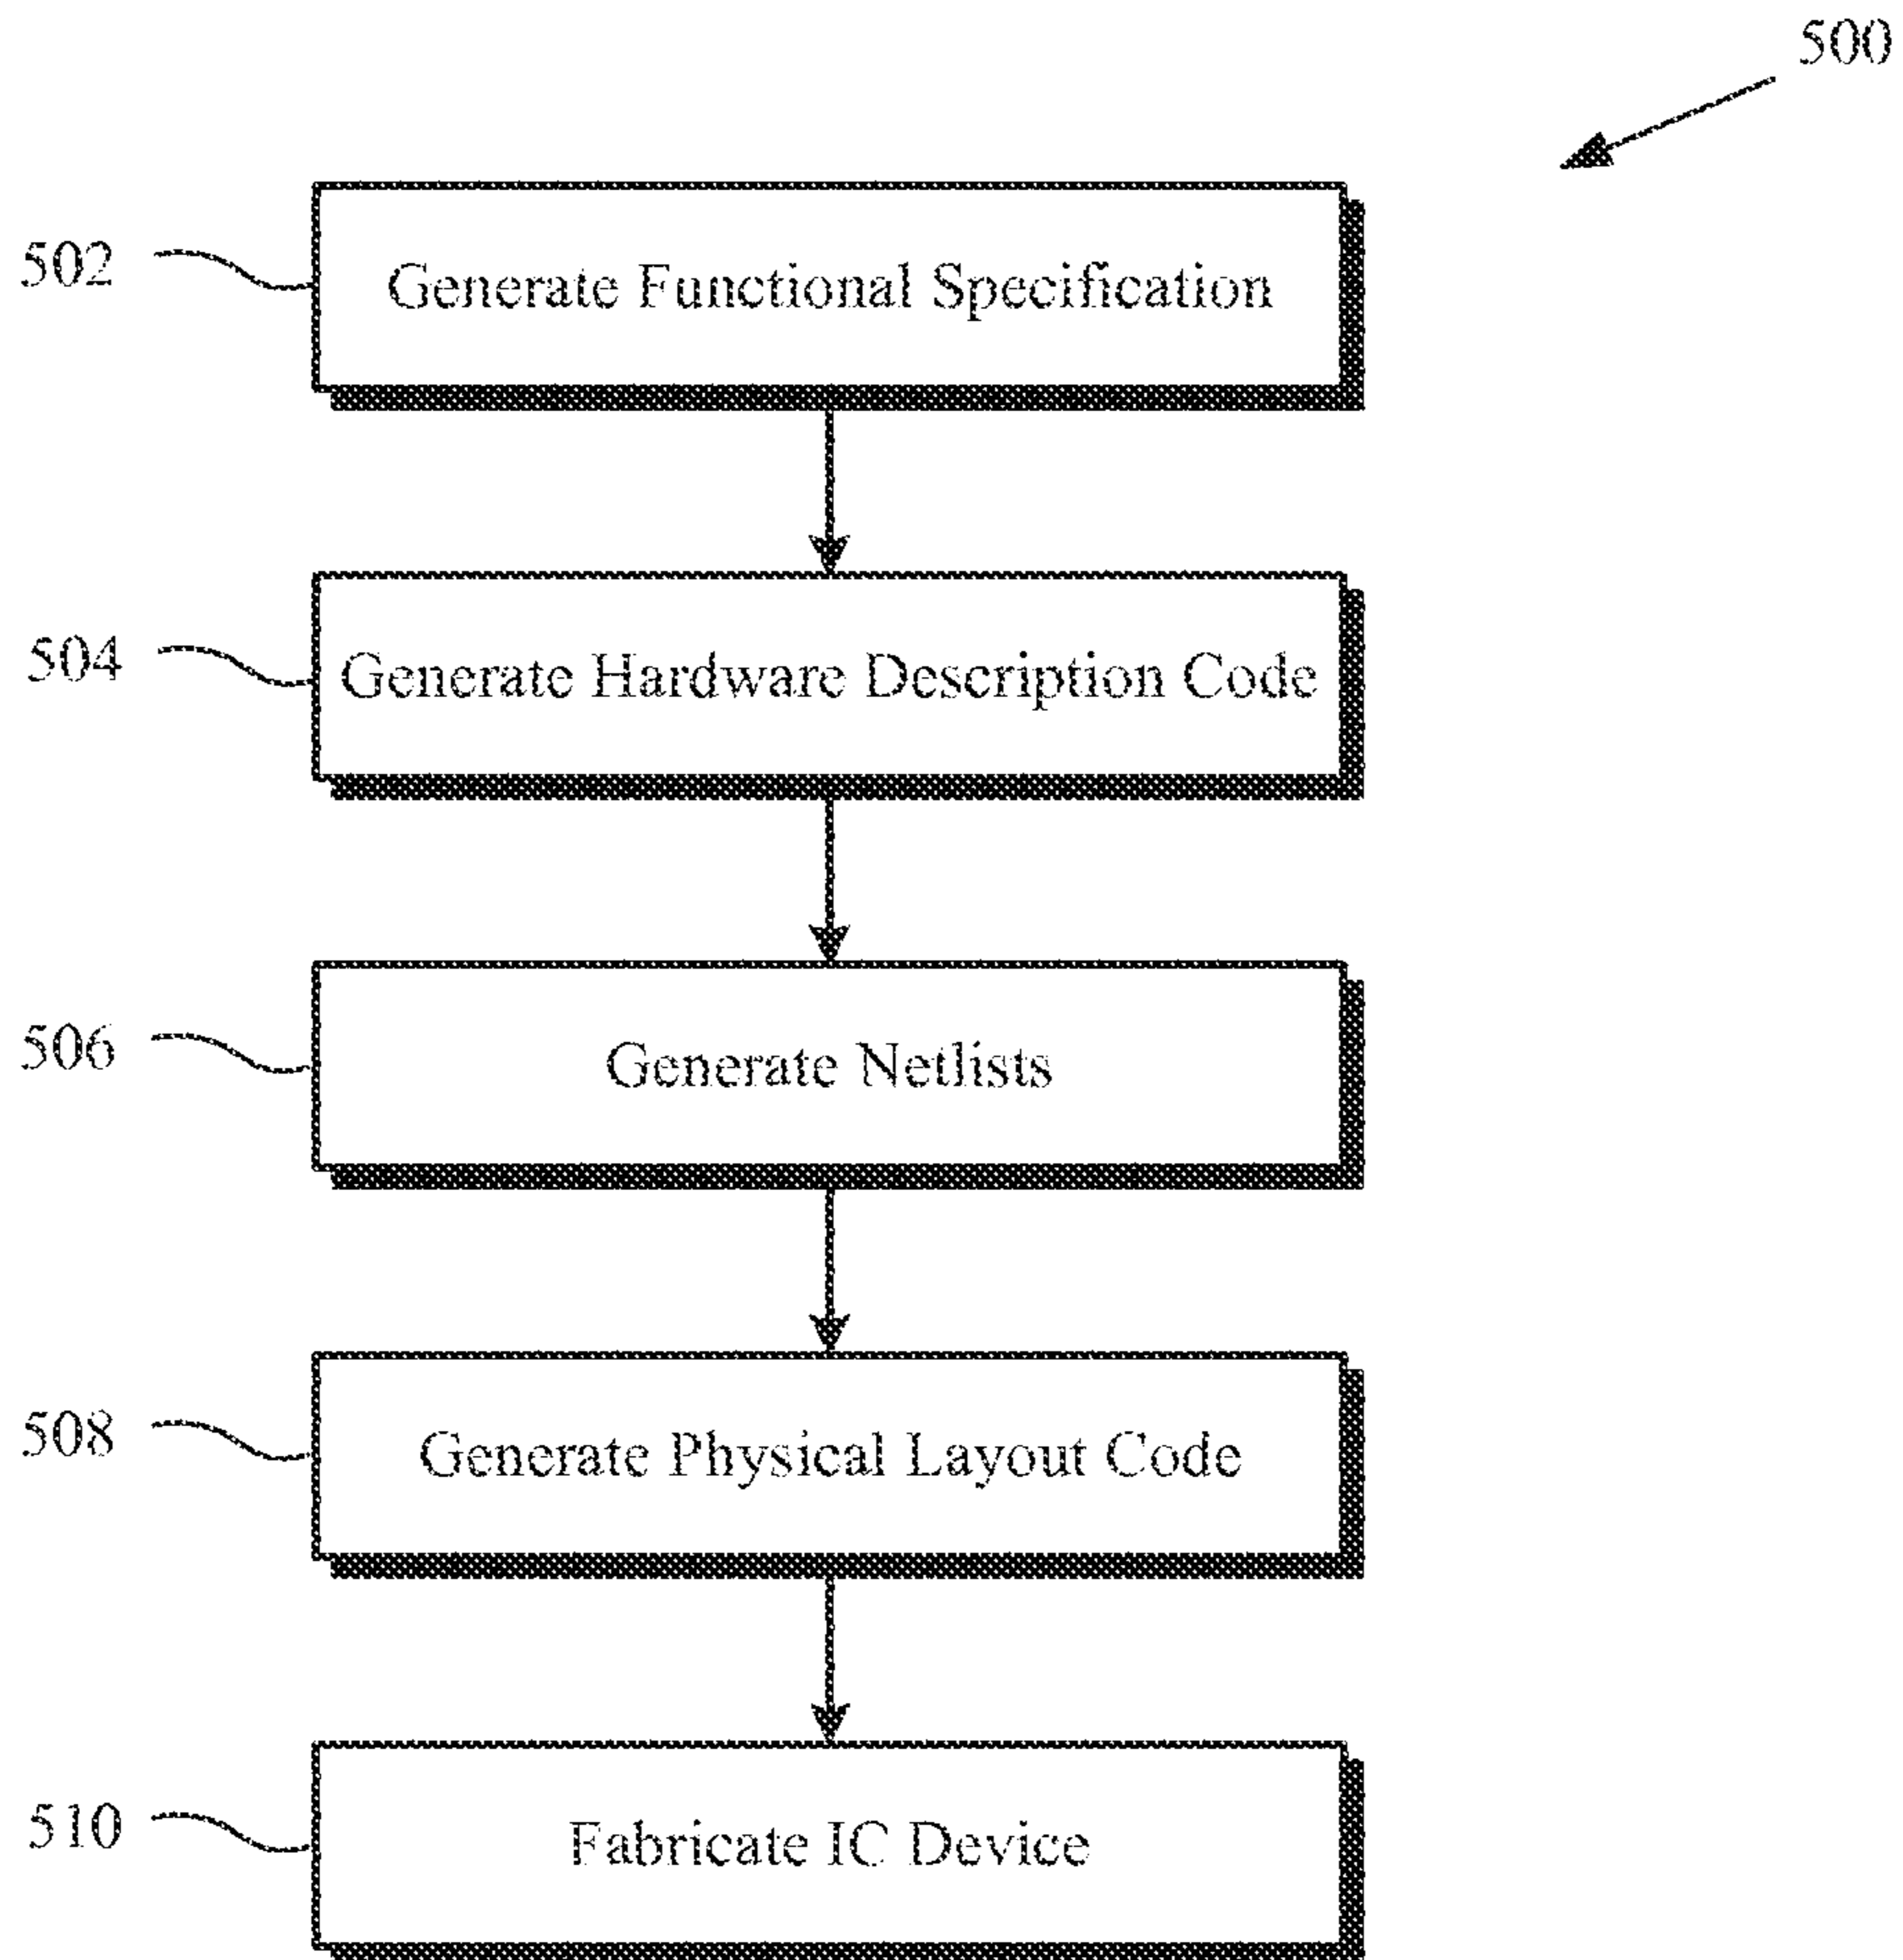 500
502 Generate Functional Specification
504 Generate Hardware Description Code
506 Generate Netlists
508 Generate Physical Layout Code
510 Fabricate IC Device